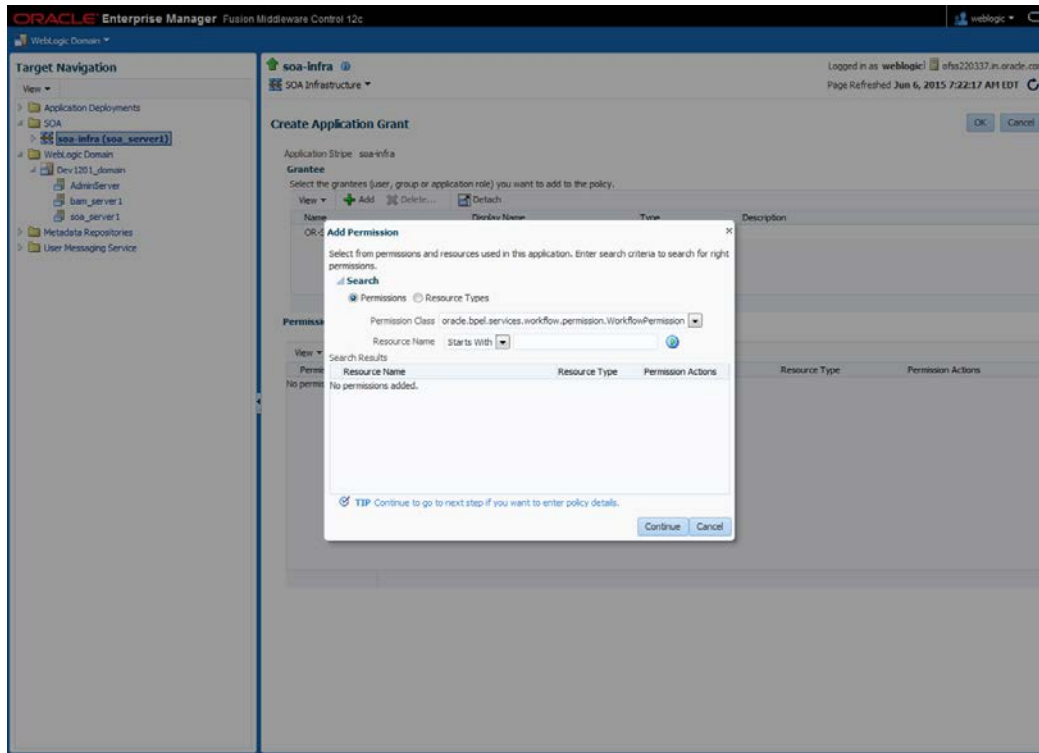 ORACLE Enterprise Manager Fusion Middleware Control 12c
weblogic
WebLogic Domain
Target Navigation
View
Application Deployments
SOA
soa-infra (soa_server1)
WebLogic Domain
Dev1201_domain
AdminServer
bam_server1
soa_server1
Metadata Repositories
User Messaging Service
soa-infra
SOA Infrastructure
Logged in as weblogic
ofss220337.in.oracle.com
Page Refreshed Jun 6, 2015 7:22:17 AM EDT
Create Application Grant
OK Cancel
Application Stripe soa-infra
Grantee
Select the grantees (user, group or application role) you want to add to the policy.
View Add Delete... Detach
Name Display Name Type Description
Add Permission
Select from permissions and resources used in this application. Enter search criteria to search for right
permissions.
Search
Permissions Resource Types
Permission Class oracle.bpel.services.workflow.permission.WorkflowPermission
Resource Name Starts With
Search Results
Resource Name Resource Type Permission Actions
No permissions added.
TIP Continue to go to next step if you want to enter policy details.
Continue Cancel
View
Resource Type Permission Actions